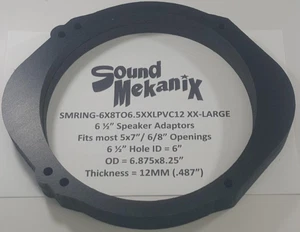 Sound
MekaniX
SMRING-6X8TO6.5XXLPVC12 XX-LARGE
6 ½" Speaker Adaptors
Fits most 5x7"/ 6/8" Openings
6 ½" Hole ID = 6"
OD = 6.875x8.25"
Thickness = 12MM (.487")